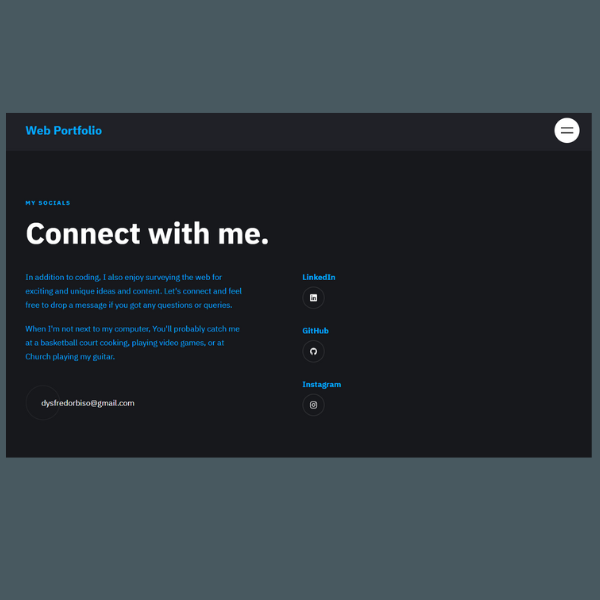 Web Portfolio
MY SOCIALS
Connect with me.
In addition to coding, I also enjoy surveying the web for
exciting and unique ideas and content. Let's connect and feel
free to drop a message if you got any questions or queries.
When I'm not next to my computer, You'll probably catch me
at a basketball court cooking, playing video games, or at
Church playing my guitar.
dysfredorbiso@gmail.com
LinkedIn
GitHub
Instagram